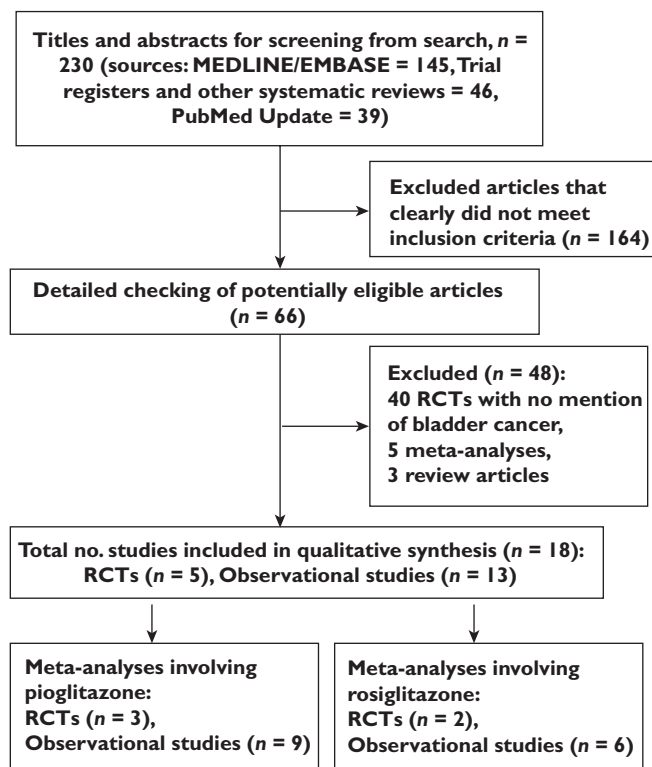 Titles and abstracts for screening from search, n =
230 (sources: MEDLINE/EMBASE = 145, Trial
registers and other systematic reviews = 46,
PubMed Update = 39)
Excluded articles that
clearly did not meet
inclusion criteria (n = 164)
Detailed checking of potentially eligible articles
(n = 66)
Excluded (n = 48):
40 RCTs with no mention
of bladder cancer,
5 meta-analyses,
3 review articles
Total no. studies included in qualitative synthesis (n = 18):
RCTs (n = 5), Observational studies (n = 13)
Meta-analyses involving
pioglitazone:
RCTs (n = 3),
Observational studies (n = 9)
Meta-analyses involving
rosiglitazone:
RCTs (n = 2),
Observational studies (n = 6)